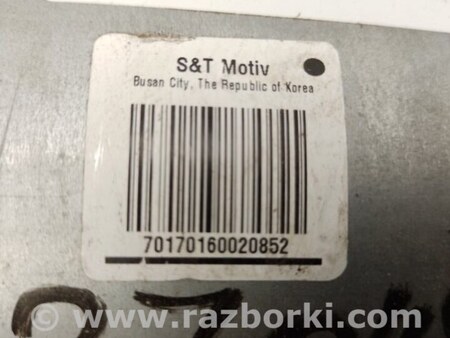 S&T Motiv
Busan City, The Republic of Korea
70170160020852
© www.razborki.com